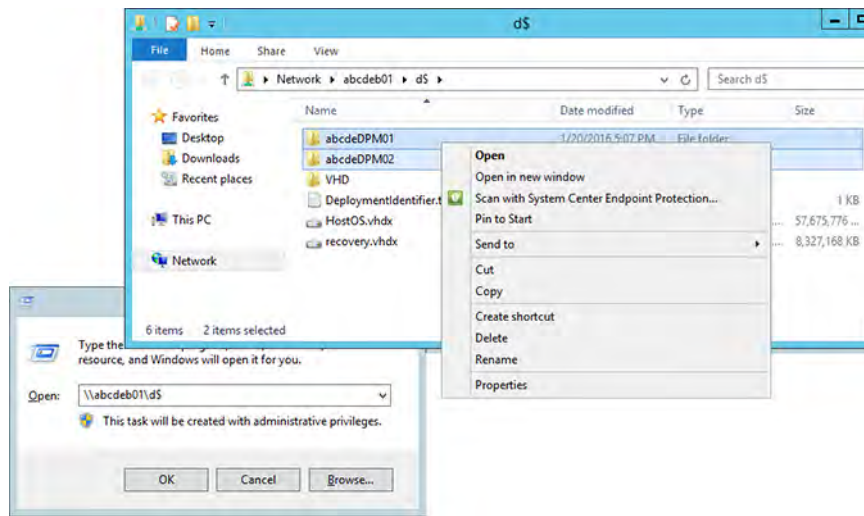 d$
File Home Share View
Network abcdeb01 d$
Search d$
Name Date modified Type Size
Favorites
Desktop
Downloads
Recent places
This PC
Network
abcdeDPM01 1/20/2016 5:07 PM File folder
abcdeDPM02
VHD
DeploymentIdentifier.t 1 KB
HostOS.vhdx 57,675,776 ...
recovery.vhdx 8,327,168 KB
Open
Open in new window
Scan with System Center Endpoint Protection...
Pin to Start
Send to
Cut
Copy
Create shortcut
Delete
Rename
Properties
6 items 2 items selected
Type the
resource, and Windows will open it for you.
Open: \\abcdeb01\d$
This task will be created with administrative privileges.
OK Cancel Browse...